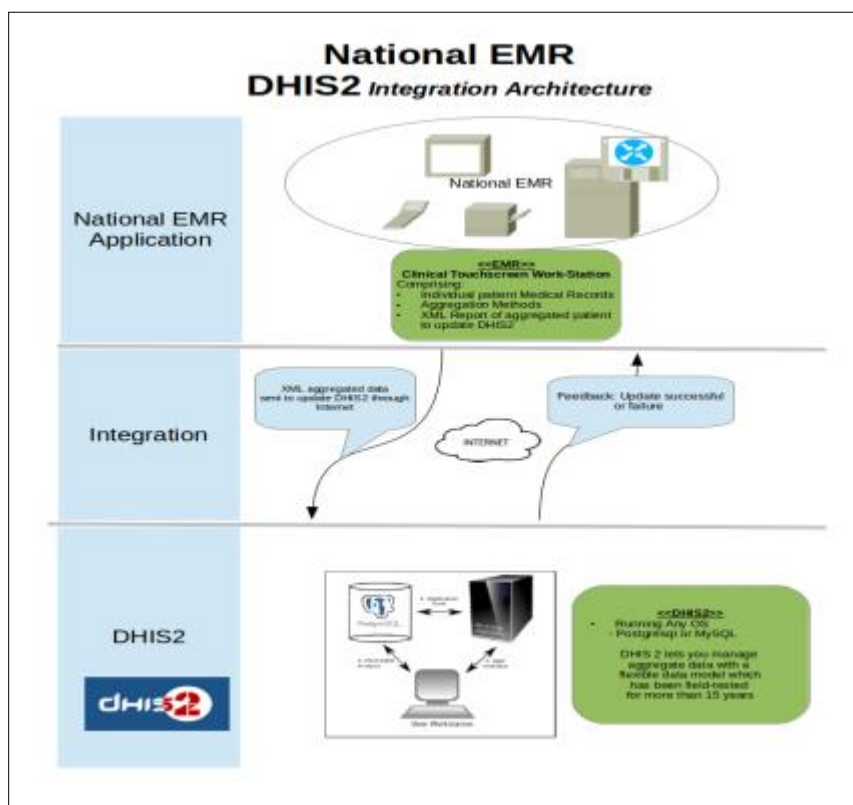 National EMR
DHIS2 Integration Architecture
National EMR
Application
National EMR
<<EMR>>
Clinical Touchscreen Work-Station
Comprising:
• Individual patient Medical Records
• Aggregation Methods
• XML Report of aggregated patient
to update DHIS2
Integration
XML aggregated data
sent to update DHIS2 through
Internet
INTERNET
Feedback: Update successful
or failure
DHIS2
dhis2
PostgreSQL
User Workstation
<<DHIS2>>
• Running Any OS
- Postgresql or MySQL
DHIS 2 lets you manage
aggregate data with a
flexible data model which
has been field-tested
for more than 15 years